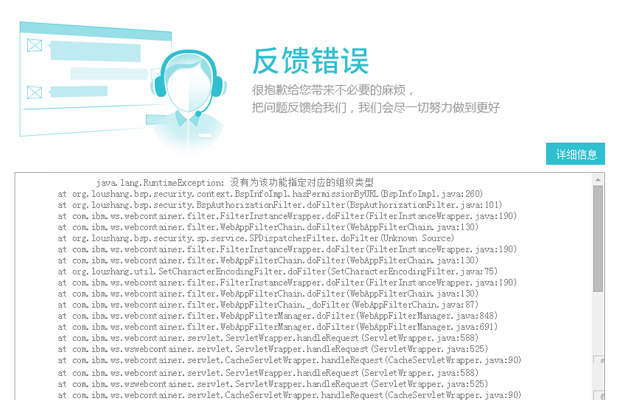 反馈错误
很抱歉给您带来不必要的麻烦，
把问题反馈给我们，我们会尽一切努力做到更好
详细信息
java.lang.RuntimeException: 没有为该功能指定对应的组织类型
at org.loushang.bsp.security.context.BspInfoImpl.hasPermissionByURL(BspInfoImpl.java:260)
at org.loushang.bsp.security.BspAuthorizationFilter.doFilter(BspAuthorizationFilter.java:101)
at com.ibm.ws.webcontainer.filter.FilterInstanceWrapper.doFilter(FilterInstanceWrapper.java:190)
at com.ibm.ws.webcontainer.filter.WebAppFilterChain.doFilter(WebAppFilterChain.java:130)
at org.loushang.bsp.security.sp.service.SPDispatcherFilter.doFilter(Unknown Source)
at com.ibm.ws.webcontainer.filter.FilterInstanceWrapper.doFilter(FilterInstanceWrapper.java:190)
at com.ibm.ws.webcontainer.filter.WebAppFilterChain.doFilter(WebAppFilterChain.java:130)
at org.loushang.util.SetCharacterEncodingFilter.doFilter(SetCharacterEncodingFilter.java:75)
at com.ibm.ws.webcontainer.filter.FilterInstanceWrapper.doFilter(FilterInstanceWrapper.java:190)
at com.ibm.ws.webcontainer.filter.WebAppFilterChain.doFilter(WebAppFilterChain.java:130)
at com.ibm.ws.webcontainer.filter.WebAppFilterChain._doFilter(WebAppFilterChain.java:87)
at com.ibm.ws.webcontainer.filter.WebAppFilterManager.doFilter(WebAppFilterManager.java:848)
at com.ibm.ws.webcontainer.filter.WebAppFilterManager.doFilter(WebAppFilterManager.java:691)
at com.ibm.ws.webcontainer.servlet.ServletWrapper.handleRequest(ServletWrapper.java:588)
at com.ibm.ws.wswebcontainer.servlet.ServletWrapper.handleRequest(ServletWrapper.java:525)
at com.ibm.ws.webcontainer.servlet.CacheServletWrapper.handleRequest(CacheServletWrapper.java:90)
at com.ibm.ws.webcontainer.servlet.ServletWrapper.handleRequest(ServletWrapper.java:588)
at com.ibm.ws.wswebcontainer.servlet.ServletWrapper.handleRequest(ServletWrapper.java:525)
at com.ibm.ws.webcontainer.servlet.CacheServletWrapper.handleRequest(CacheServletWrapper.java:90)